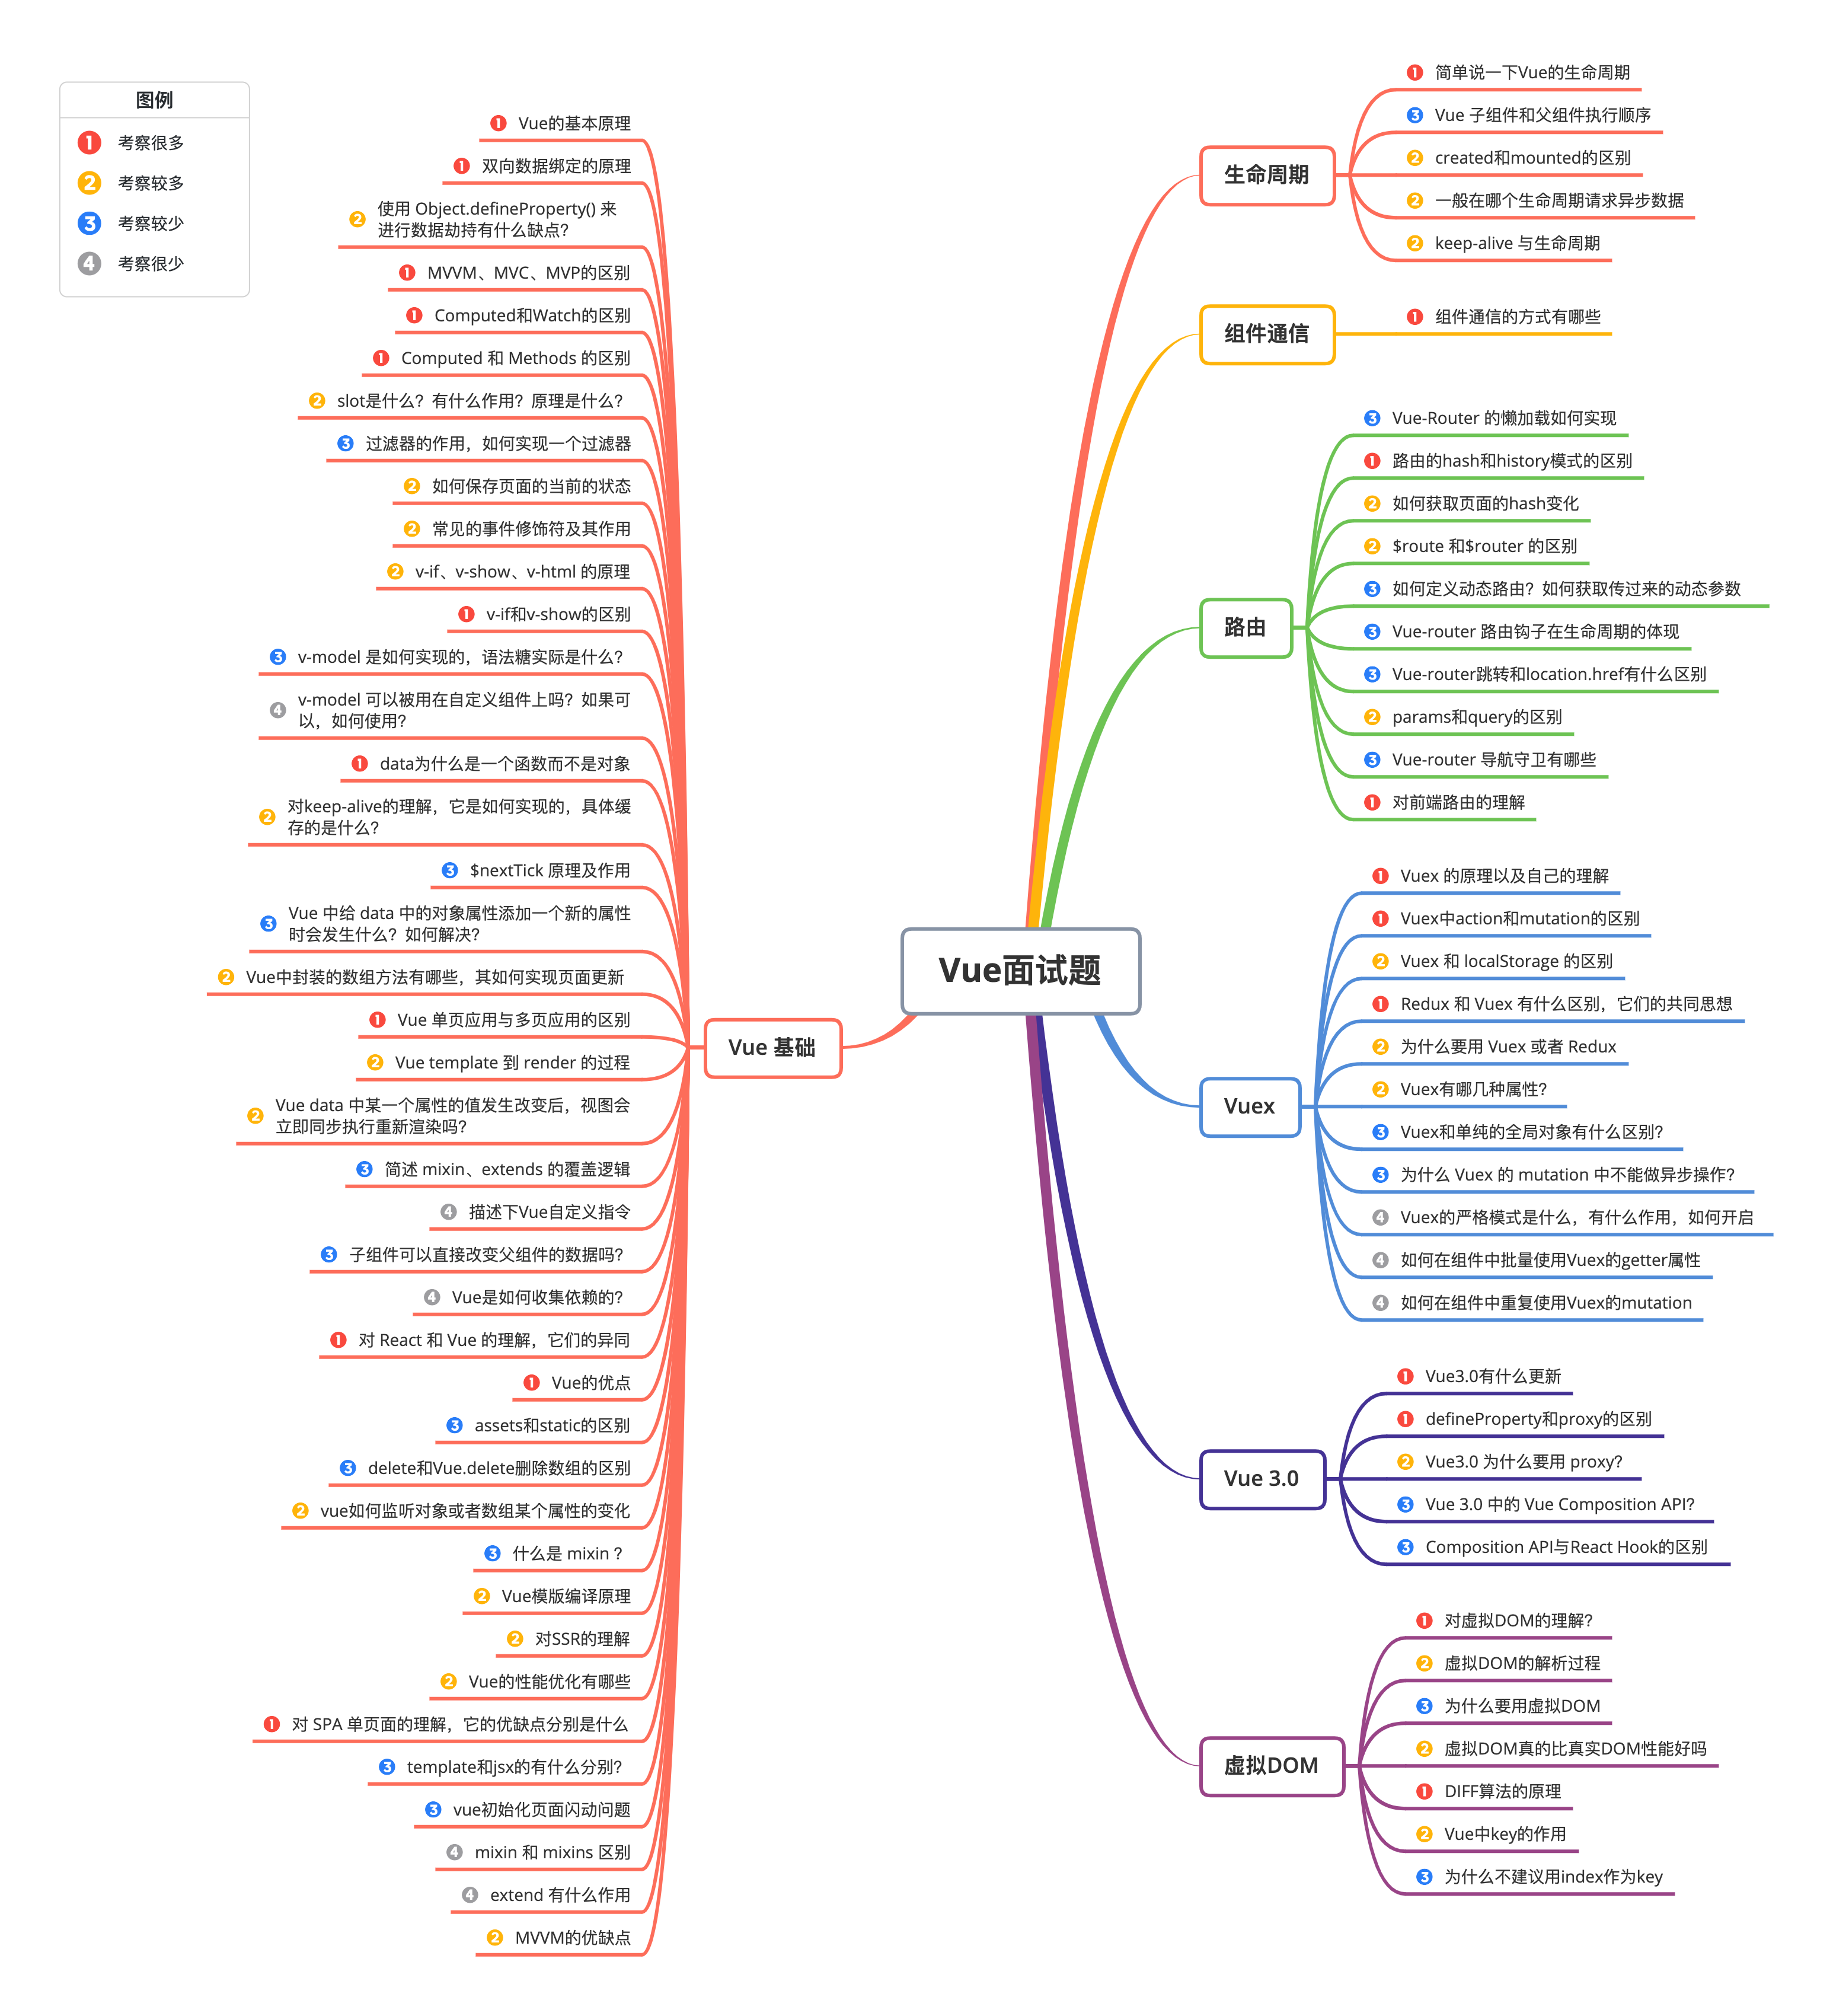 图例
1 考察很多
2 考察较多
3 考察较少
4 考察很少
Vue面试题
Vue 基础
1 Vue的基本原理
1 双向数据绑定的原理
2 使用 Object.defineProperty() 来
进行数据劫持有什么缺点？
1 MVVM、MVC、MVP的区别
1 Computed和Watch的区别
1 Computed 和 Methods 的区别
2 slot是什么？有什么作用？原理是什么？
3 过滤器的作用，如何实现一个过滤器
2 如何保存页面的当前的状态
2 常见的事件修饰符及其作用
2 v-if、v-show、v-html 的原理
1 v-if和v-show的区别
3 v-model 是如何实现的，语法糖实际是什么？
4 v-model 可以被用在自定义组件上吗？如果可
以，如何使用？
1 data为什么是一个函数而不是对象
2 对keep-alive的理解，它是如何实现的，具体缓
存的是什么？
3 $nextTick 原理及作用
3 Vue 中给 data 中的对象属性添加一个新的属性
时会发生什么？如何解决？
2 Vue中封装的数组方法有哪些，其如何实现页面更新
1 Vue 单页应用与多页应用的区别
2 Vue template 到 render 的过程
2 Vue data 中某一个属性的值发生改变后，视图会
立即同步执行重新渲染吗？
3 简述 mixin、extends 的覆盖逻辑
4 描述下Vue自定义指令
3 子组件可以直接改变父组件的数据吗？
4 Vue是如何收集依赖的？
1 对 React 和 Vue 的理解，它们的异同
1 Vue的优点
3 assets和static的区别
3 delete和Vue.delete删除数组的区别
2 vue如何监听对象或者数组某个属性的变化
3 什么是 mixin ？
2 Vue模版编译原理
2 对SSR的理解
2 Vue的性能优化有哪些
1 对 SPA 单页面的理解，它的优缺点分别是什么
3 template和jsx的有什么分别？
3 vue初始化页面闪动问题
4 mixin 和 mixins 区别
4 extend 有什么作用
2 MVVM的优缺点
生命周期
1 简单说一下Vue的生命周期
3 Vue 子组件和父组件执行顺序
2 created和mounted的区别
2 一般在哪个生命周期请求异步数据
2 keep-alive 与生命周期
组件通信
1 组件通信的方式有哪些
路由
3 Vue-Router 的懒加载如何实现
1 路由的hash和history模式的区别
2 如何获取页面的hash变化
2 $route 和$router 的区别
3 如何定义动态路由？如何获取传过来的动态参数
3 Vue-router 路由钩子在生命周期的体现
3 Vue-router跳转和location.href有什么区别
2 params和query的区别
3 Vue-router 导航守卫有哪些
1 对前端路由的理解
Vuex
1 Vuex 的原理以及自己的理解
1 Vuex中action和mutation的区别
2 Vuex 和 localStorage 的区别
1 Redux 和 Vuex 有什么区别，它们的共同思想
2 为什么要用 Vuex 或者 Redux
2 Vuex有哪几种属性？
3 Vuex和单纯的全局对象有什么区别？
3 为什么 Vuex 的 mutation 中不能做异步操作？
4 Vuex的严格模式是什么，有什么作用，如何开启
4 如何在组件中批量使用Vuex的getter属性
4 如何在组件中重复使用Vuex的mutation
Vue 3.0
1 Vue3.0有什么更新
1 defineProperty和proxy的区别
2 Vue3.0 为什么要用 proxy？
3 Vue 3.0 中的 Vue Composition API？
3 Composition API与React Hook的区别
虚拟DOM
1 对虚拟DOM的理解？
2 虚拟DOM的解析过程
3 为什么要用虚拟DOM
2 虚拟DOM真的比真实DOM性能好吗
1 DIFF算法的原理
2 Vue中key的作用
3 为什么不建议用index作为key